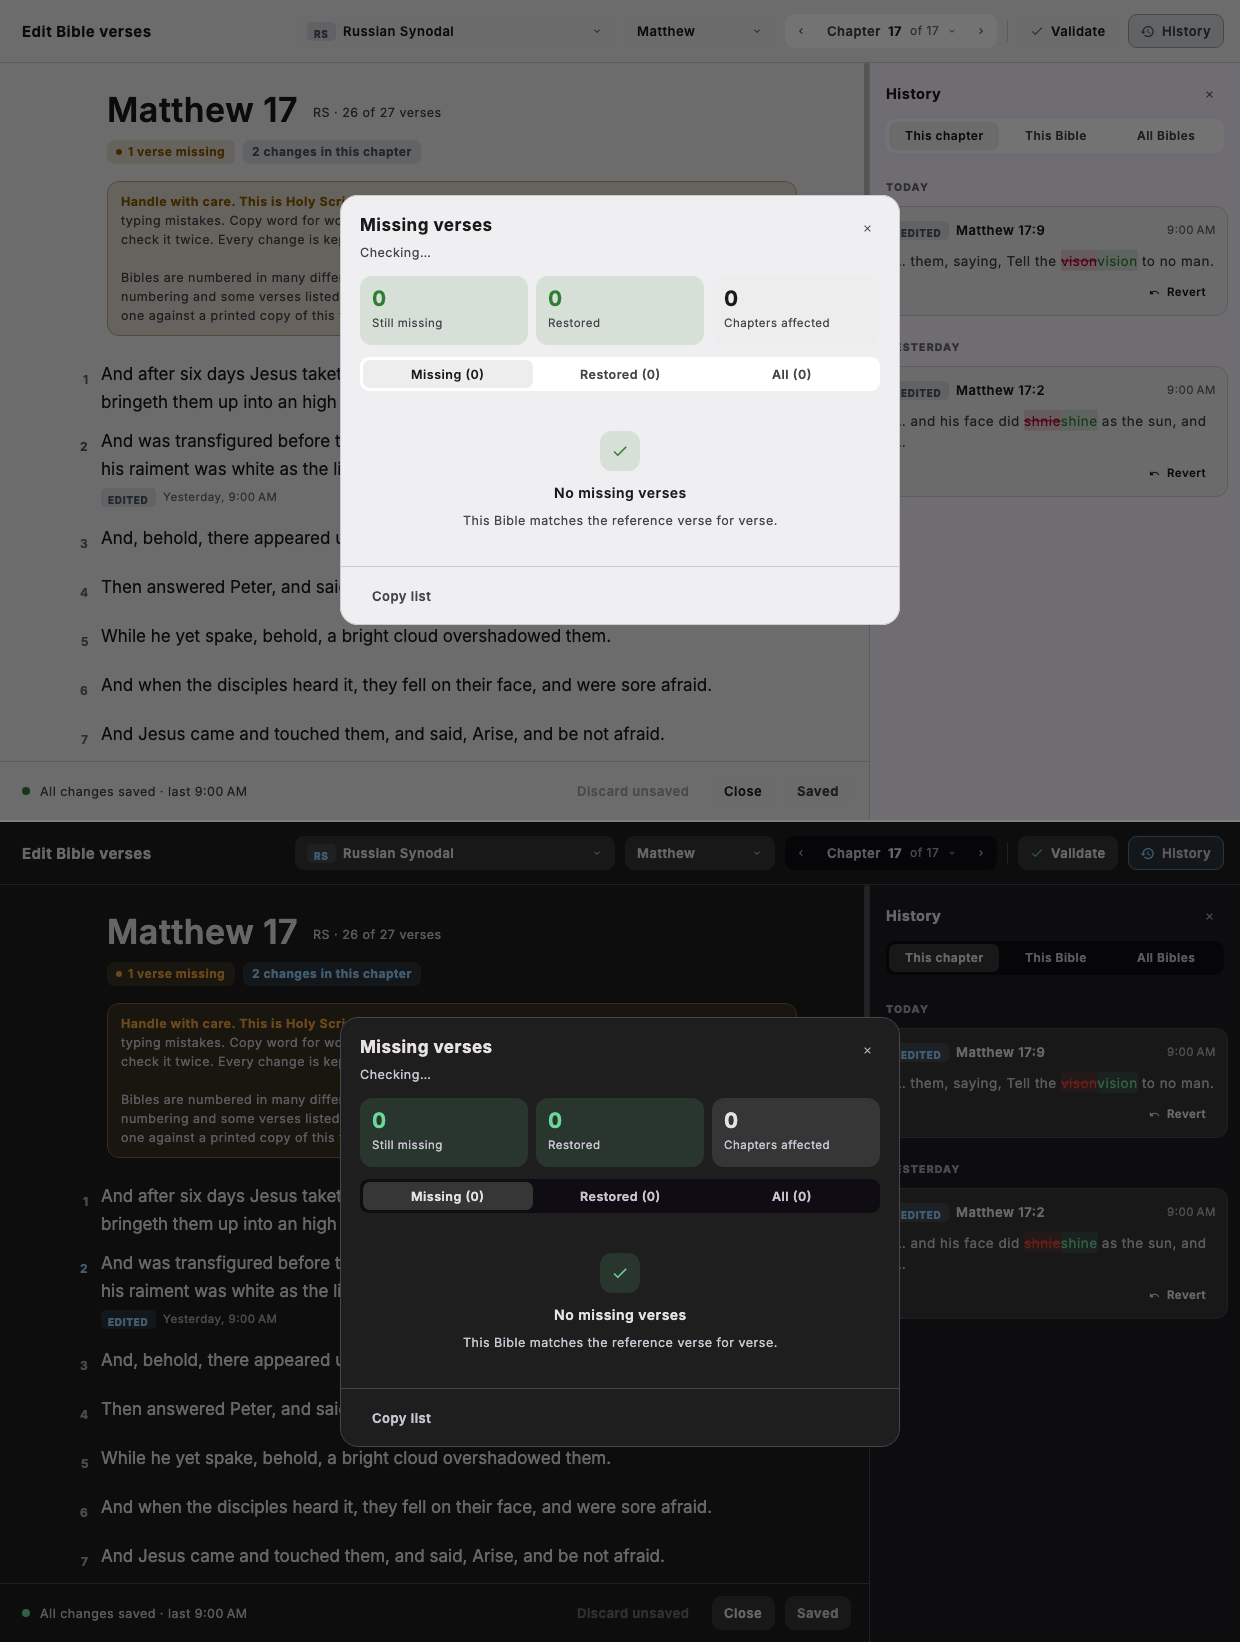 Edit Bible verses
RS Russian Synodal
Matthew
‹ Chapter 17 of 17 ›
Validate
History
Matthew 17 RS · 26 of 27 verses
1 verse missing
2 changes in this chapter
Handle with care. This is Holy Scri
typing mistakes. Copy word for wo
check it twice. Every change is kep
Bibles are numbered in many differ
numbering and some verses listed
one against a printed copy of this
1 And after six days Jesus taket
bringeth them up into an high
2 And was transfigured before t
his raiment was white as the li
EDITED Yesterday, 9:00 AM
3 And, behold, there appeared u
4 Then answered Peter, and said
5 While he yet spake, behold, a bright cloud overshadowed them.
6 And when the disciples heard it, they fell on their face, and were sore afraid.
7 And Jesus came and touched them, and said, Arise, and be not afraid.
All changes saved · last 9:00 AM
Discard unsaved
Close
Saved
Missing verses
×
Checking...
0
Still missing
0
Restored
0
Chapters affected
Missing (0)
Restored (0)
All (0)
No missing verses
This Bible matches the reference verse for verse.
Copy list
History
×
This chapter
This Bible
All Bibles
TODAY
EDITED Matthew 17:9 9:00 AM
.. them, saying, Tell the visonvision to no man.
Revert
ESTERDAY
EDITED Matthew 17:2 9:00 AM
.. and his face did shnieshine as the sun, and
..
Revert
Edit Bible verses
RS Russian Synodal
Matthew
‹ Chapter 17 of 17 ›
Validate
History
Matthew 17 RS · 26 of 27 verses
1 verse missing
2 changes in this chapter
Handle with care. This is Holy Scri
typing mistakes. Copy word for wo
check it twice. Every change is kep
Bibles are numbered in many differ
numbering and some verses listed
one against a printed copy of this
1 And after six days Jesus taket
bringeth them up into an high
2 And was transfigured before t
his raiment was white as the li
EDITED Yesterday, 9:00 AM
3 And, behold, there appeared u
4 Then answered Peter, and said
5 While he yet spake, behold, a bright cloud overshadowed them.
6 And when the disciples heard it, they fell on their face, and were sore afraid.
7 And Jesus came and touched them, and said, Arise, and be not afraid.
All changes saved · last 9:00 AM
Discard unsaved
Close
Saved
Missing verses
×
Checking...
0
Still missing
0
Restored
0
Chapters affected
Missing (0)
Restored (0)
All (0)
No missing verses
This Bible matches the reference verse for verse.
Copy list
History
×
This chapter
This Bible
All Bibles
TODAY
EDITED Matthew 17:9 9:00 AM
.. them, saying, Tell the visonvision to no man.
Revert
ESTERDAY
EDITED Matthew 17:2 9:00 AM
.. and his face did shnieshine as the sun, and
..
Revert